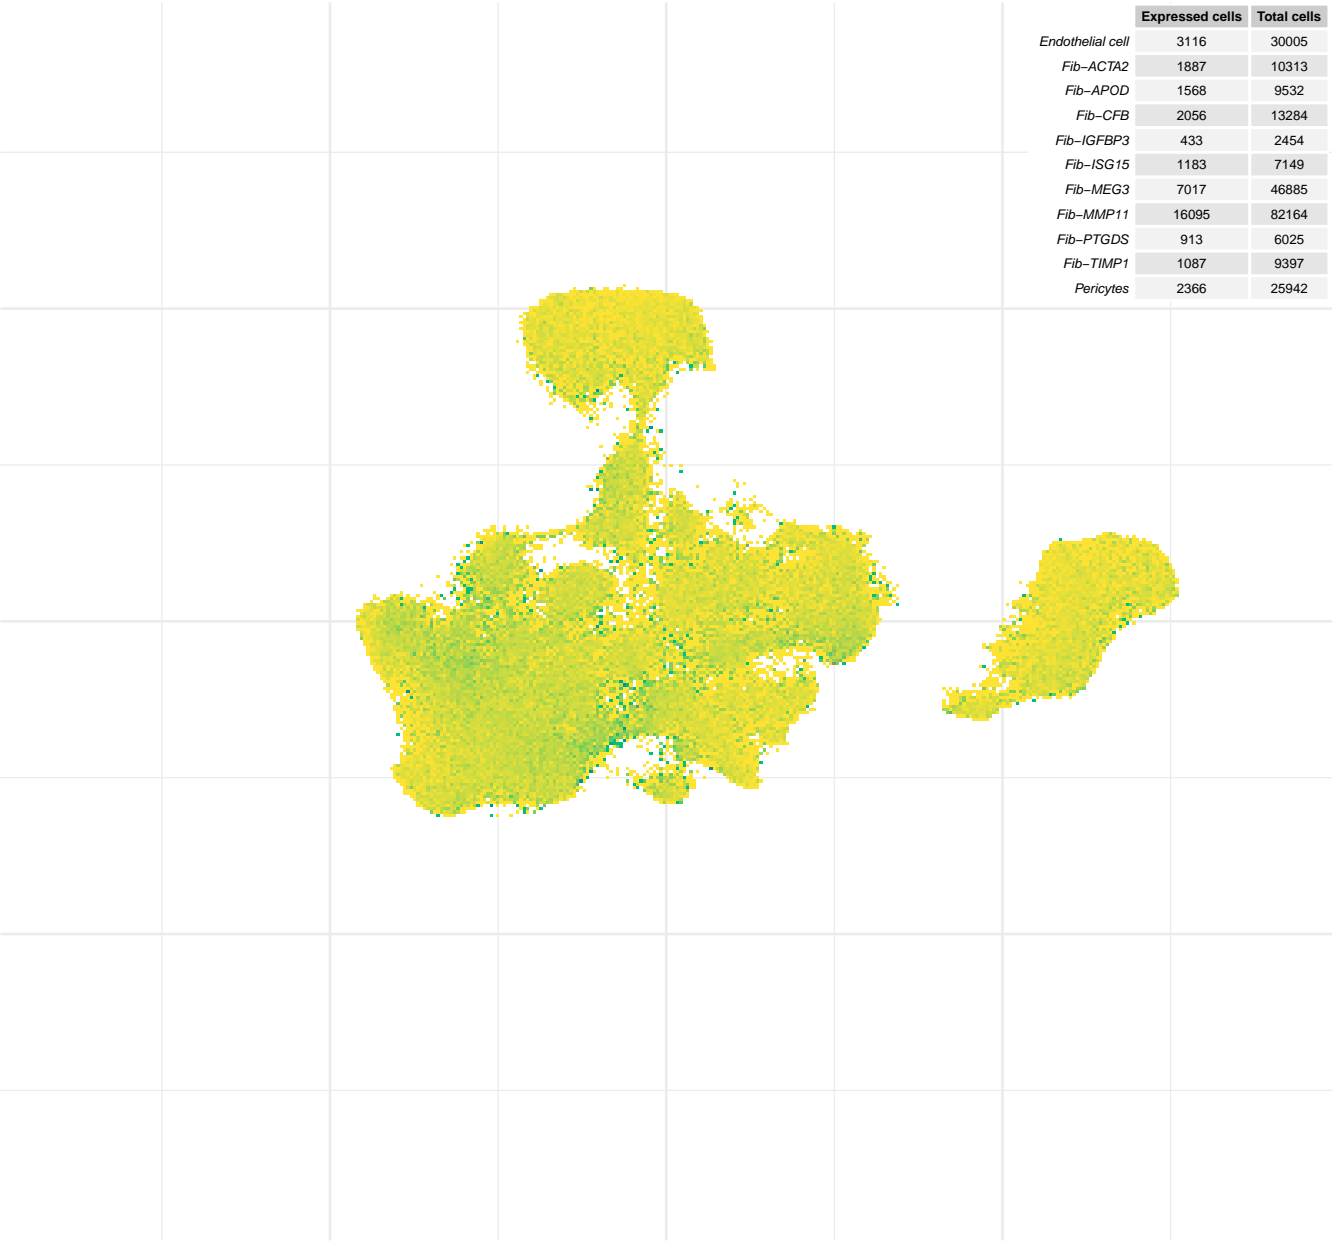 Expressed cells Total cells
Endothelial cell 3116 30005
Fib−ACTA2 1887 10313
Fib−APOD 1568 9532
Fib−CFB 2056 13284
Fib−IGFBP3 433 2454
Fib−ISG15 1183 7149
Fib−MEG3 7017 46885
Fib−MMP11 16095 82164
Fib−PTGDS 913 6025
Fib−TIMP1 1087 9397
Pericytes 2366 25942